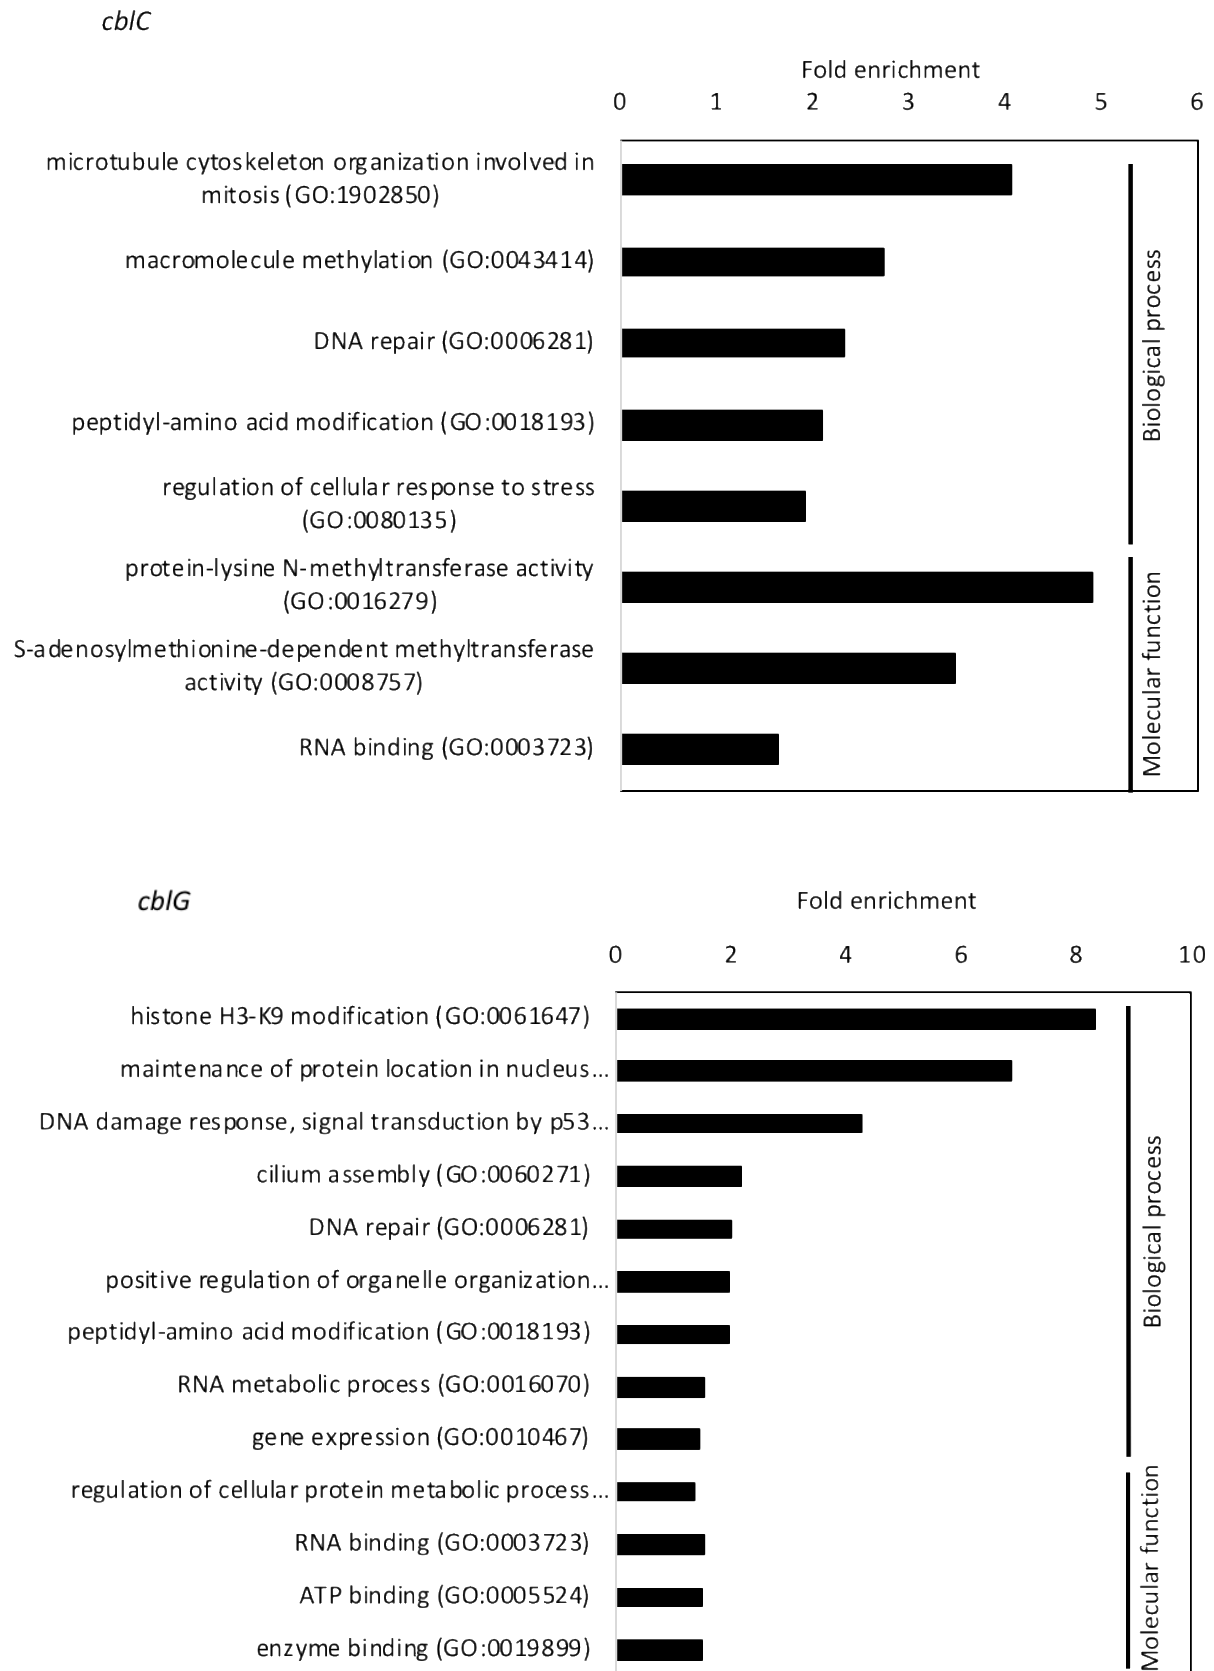 cblC
Fold enrichment
0 1 2 3 4 5 6
microtubule cytoskeleton organization involved in
mitosis (GO:1902850)
macromolecule methylation (GO:0043414)
DNA repair (GO:0006281)
peptidyl-amino acid modification (GO:0018193)
regulation of cellular response to stress
(GO:0080135)
Biological process
protein-lysine N-methyltransferase activity
(GO:0016279)
S-adenosylmethionine-dependent methyltransferase
activity (GO:0008757)
RNA binding (GO:0003723)
Molecular function
cblG
Fold enrichment
0 2 4 6 8 10
histone H3-K9 modification (GO:0061647)
maintenance of protein location in nucleus...
DNA damage response, signal transduction by p53...
cilium assembly (GO:0060271)
DNA repair (GO:0006281)
positive regulation of organelle organization...
peptidyl-amino acid modification (GO:0018193)
RNA metabolic process (GO:0016070)
gene expression (GO:0010467)
Biological process
regulation of cellular protein metabolic process...
RNA binding (GO:0003723)
ATP binding (GO:0005524)
enzyme binding (GO:0019899)
Molecular function